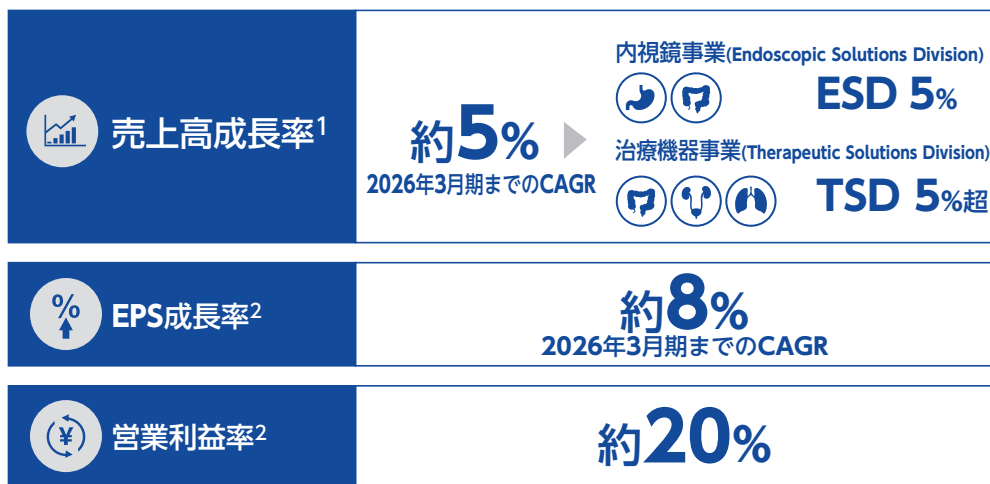 売上高成長率1
約5%
2026年3月期までのCAGR
内視鏡事業(Endoscopic Solutions Division)
ESD 5%
治療機器事業(Therapeutic Solutions Division)
TSD 5%超
%
EPS成長率2
約8%
2026年3月期までのCAGR
¥
営業利益率2
約20%